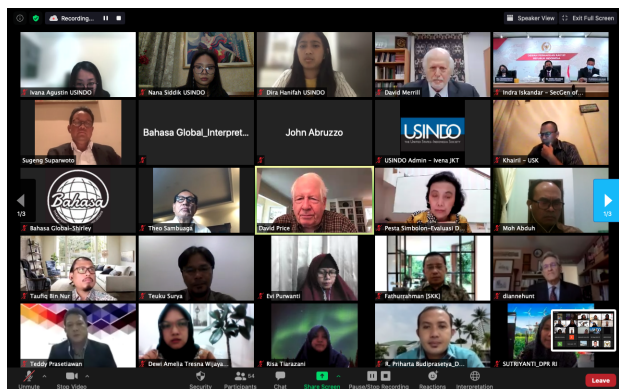 Recording...
Speaker View
Exit Full Screen
Ivana Agustin USINDO
Nana Siddik USINDO
Dira Hanifah USINDO
David Merrill
Indra Iskandar – SecGen of...
Sugeng Suparwoto
Bahasa Global_Interpret...
John Abruzzo
USINDO
USINDO Admin – Ivena JKT
Khairil – USK
1/3
Bahasa
Bahasa Global-Shirley
Theo Sambuaga
David Price
Pesta Simbolon-Evaluasi D...
Moh Abduh
1/3
Taufiq Bin Nur
Teuku Surya
Evi Purwanti
Fathurrahman [SKK]
diannehunt
Teddy Prasetiawan
Dewi Amelia Tresna Wijaya...
Risa Tiarazani
R. Priharta Budiprasetya_D...
SUTRIYANTI_DPR RI
Unmute
Stop Video
Security
Participants
54
Chat
Share Screen
Pause/Stop Recording
Reactions
Interpretation
Leave